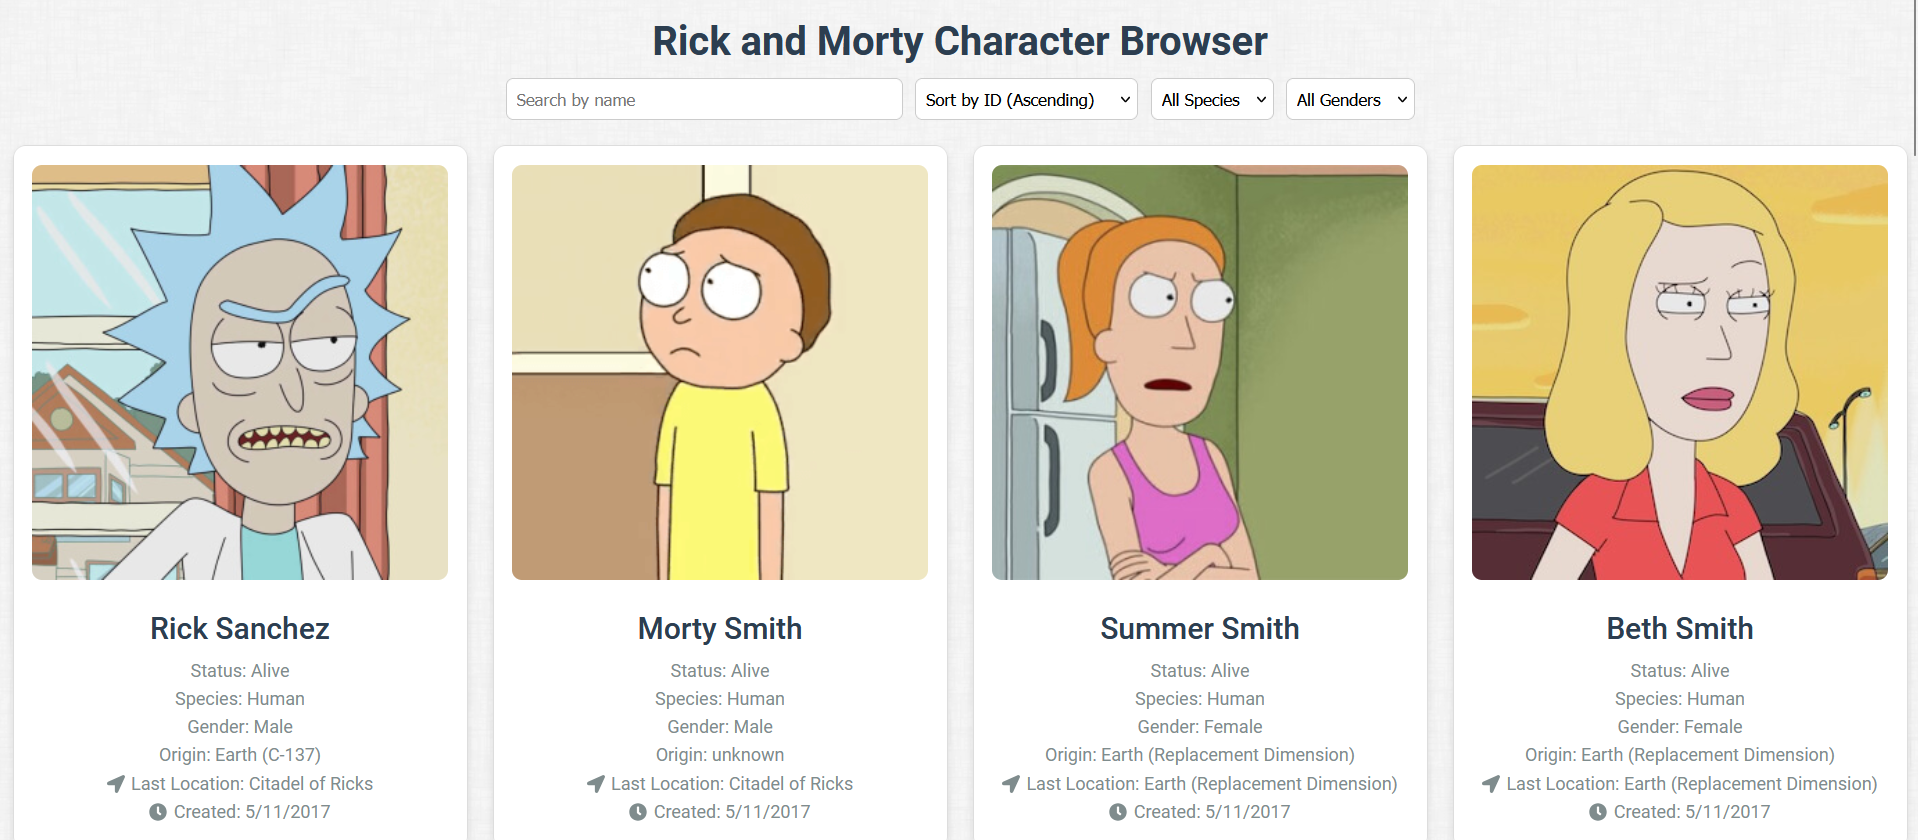 Rick and Morty Character Browser
Search by name
Sort by ID (Ascending)
All Species
All Genders
Rick Sanchez
Status: Alive
Species: Human
Gender: Male
Origin: Earth (C-137)
Last Location: Citadel of Ricks
Created: 5/11/2017
Morty Smith
Status: Alive
Species: Human
Gender: Male
Origin: unknown
Last Location: Citadel of Ricks
Created: 5/11/2017
Summer Smith
Status: Alive
Species: Human
Gender: Female
Origin: Earth (Replacement Dimension)
Last Location: Earth (Replacement Dimension)
Created: 5/11/2017
Beth Smith
Status: Alive
Species: Human
Gender: Female
Origin: Earth (Replacement Dimension)
Last Location: Earth (Replacement Dimension)
Created: 5/11/2017